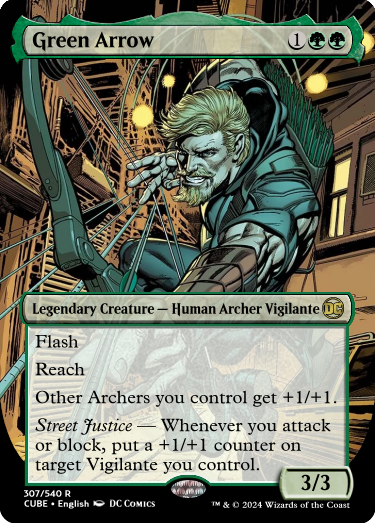 Green Arrow 1
Legendary Creature — Human Archer Vigilante DC
Flash
Reach
Other Archers you control get +1/+1.
Street Justice — Whenever you attack
or block, put a +1/+1 counter on
target Vigilante you control.
3/3
307/540 R
CUBE • English DC COMICS
™ & © 2024 Wizards of the Coast